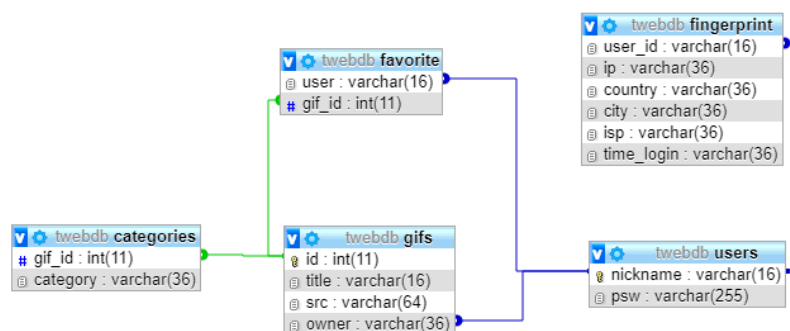 twebdb fingerprint
user_id : varchar(16)
ip : varchar(36)
country : varchar(36)
city : varchar(36)
isp : varchar(36)
time_login : varchar(36)
twebdb favorite
user : varchar(16)
# gif_id : int(11)
twebdb categories
# gif_id : int(11)
category : varchar(36)
twebdb gifs
id : int(11)
title : varchar(16)
src : varchar(64)
owner : varchar(36)
twebdb users
nickname : varchar(16)
psw : varchar(255)